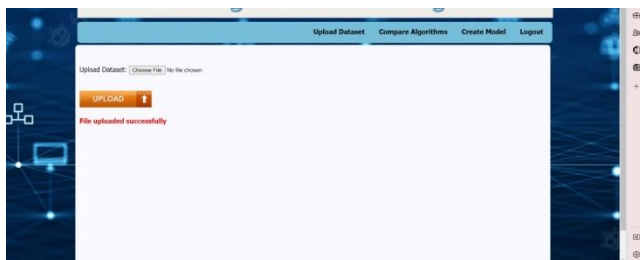 Upload Dataset Compare Algorithms Create Model Logout
Upload Dataset: Choose File No file chosen
UPLOAD
File uploaded successfully